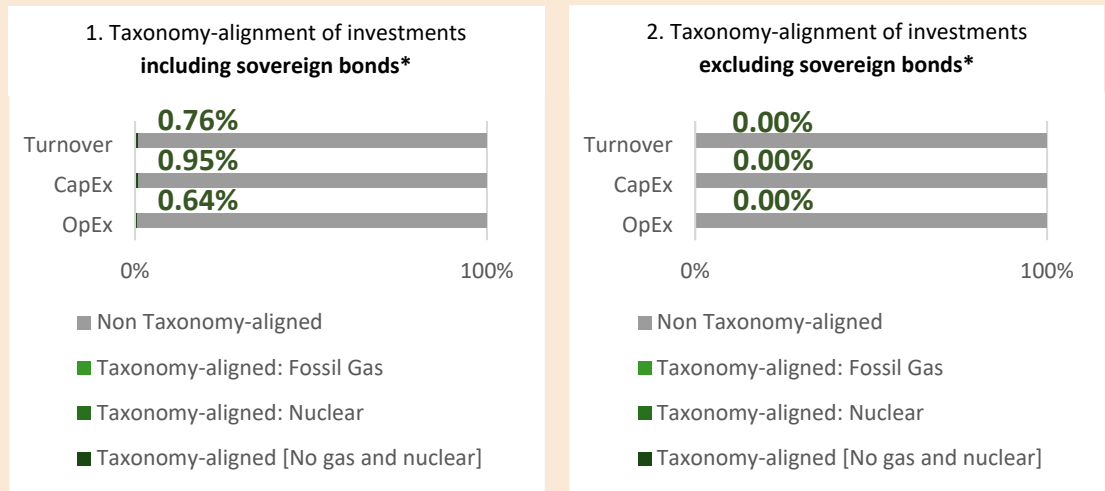 1. Taxonomy-alignment of investments
including sovereign bonds*
0.76%
Turnover
0.95%
CapEx
0.64%
OpEx
0%
100%
Non Taxonomy-aligned
Taxonomy-aligned: Fossil Gas
Taxonomy-aligned: Nuclear
Taxonomy-aligned [No gas and nuclear]
2. Taxonomy-alignment of investments
excluding sovereign bonds*
0.00%
Turnover
0.00%
CapEx
0.00%
OpEx
0%
100%
Non Taxonomy-aligned
Taxonomy-aligned: Fossil Gas
Taxonomy-aligned: Nuclear
Taxonomy-aligned [No gas and nuclear]